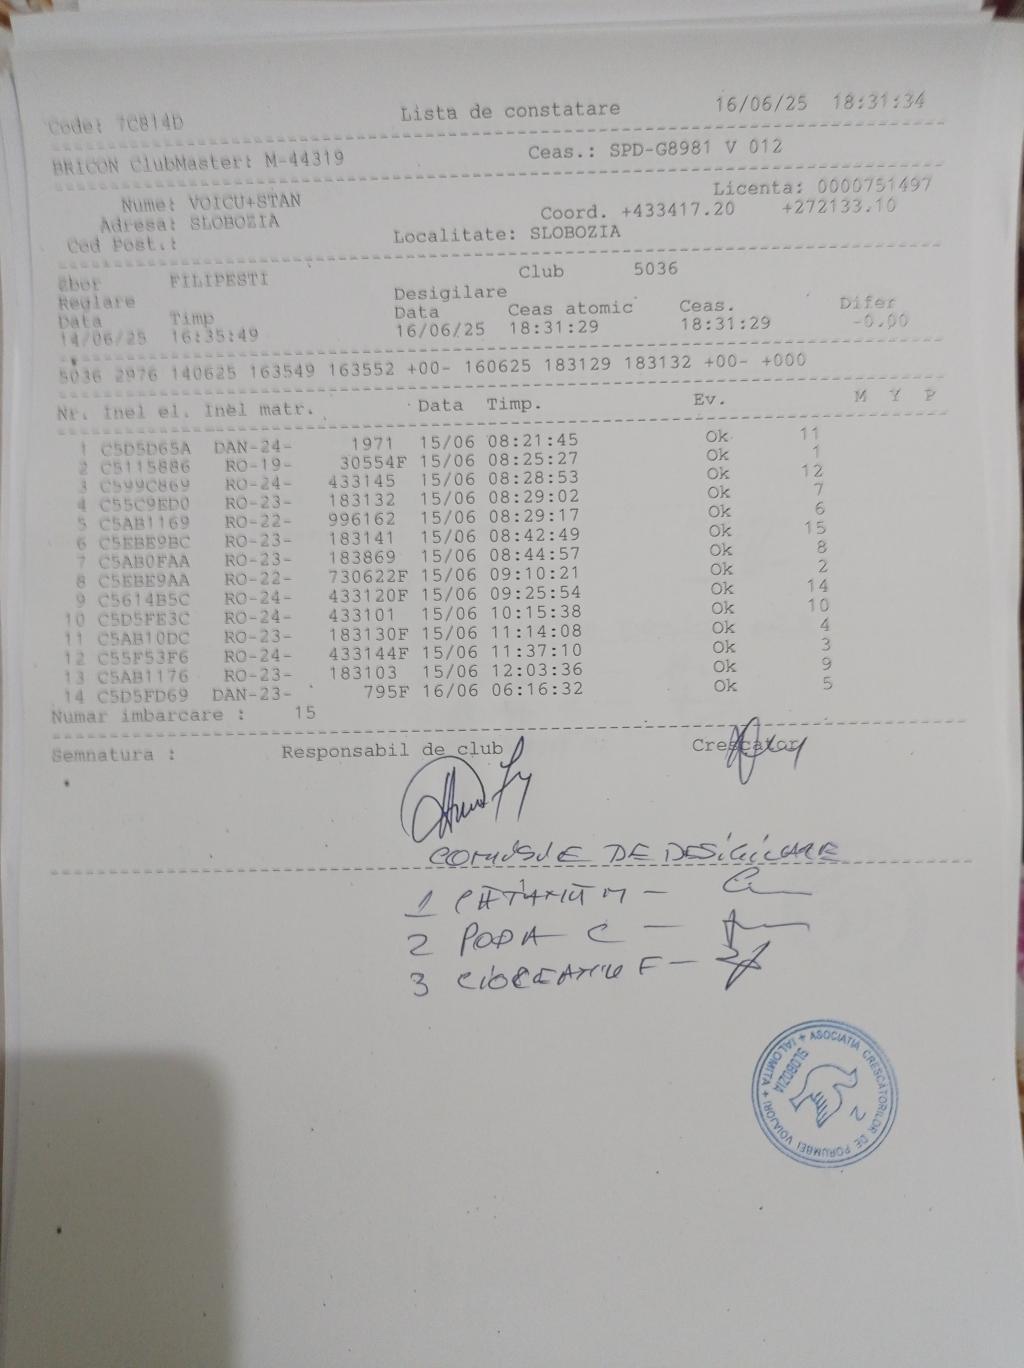 Code: 7C814D Lista de constatare 16/06/25 18:31:34
BRICON ClubMaster: M-44319 Ceas.: SPD-G8981 V 012
Nume: VOICU+STAN Licenta: 0000751497
Adresa: SLOBOZIA Coord. +433417.20 +272133.10
Cod Post.: Localitate: SLOBOZIA
Zbor FILIPESTI Club 5036
Reglare Desigilare
Data Timp Data Ceas atomic Ceas. Difer
14/06/25 16:35:49 16/06/25 18:31:29 18:31:29 -0.00
5036 2976 140625 163549 163552 +00- 160625 183129 183132 +00- +000
Nr. Inel el. Inel matr. Data Timp. Ev. M Y P
1 C5D5D65A DAN-24- 1971 15/06 08:21:45 Ok 11
2 C5115886 RO-19- 30554F 15/06 08:25:27 Ok 1
3 C599C869 RO-24- 433145 15/06 08:28:53 Ok 12
4 C55C9ED0 RO-23- 183132 15/06 08:29:02 Ok 7
5 C5AB1169 RO-22- 996162 15/06 08:29:17 Ok 6
6 C5EBE9BC RO-23- 183141 15/06 08:42:49 Ok 15
7 C5AB0FAA RO-23- 183869 15/06 08:44:57 Ok 8
8 C5EBE9AA RO-22- 730622F 15/06 09:10:21 Ok 2
9 C5614B5C RO-24- 433120F 15/06 09:25:54 Ok 14
10 C5D5FE3C RO-24- 433101 15/06 10:15:38 Ok 10
11 C5AB10DC RO-23- 183130F 15/06 11:14:08 Ok 4
12 C55F53F6 RO-24- 433144F 15/06 11:37:10 Ok 3
13 C5AB1176 RO-23- 183103 15/06 12:03:36 Ok 9
14 C5D5FD69 DAN-23- 795F 16/06 06:16:32 Ok 5
Numar imbarcare : 15
Semnatura : Responsabil de club Crescator
COMISIE DE DESIGILARE
1
2 POPA C -
3
ASOCIATIA CRESCATORILOR DE PORUMBEI VOIAJORI + IALOMITA +
SLOBOZIA
2